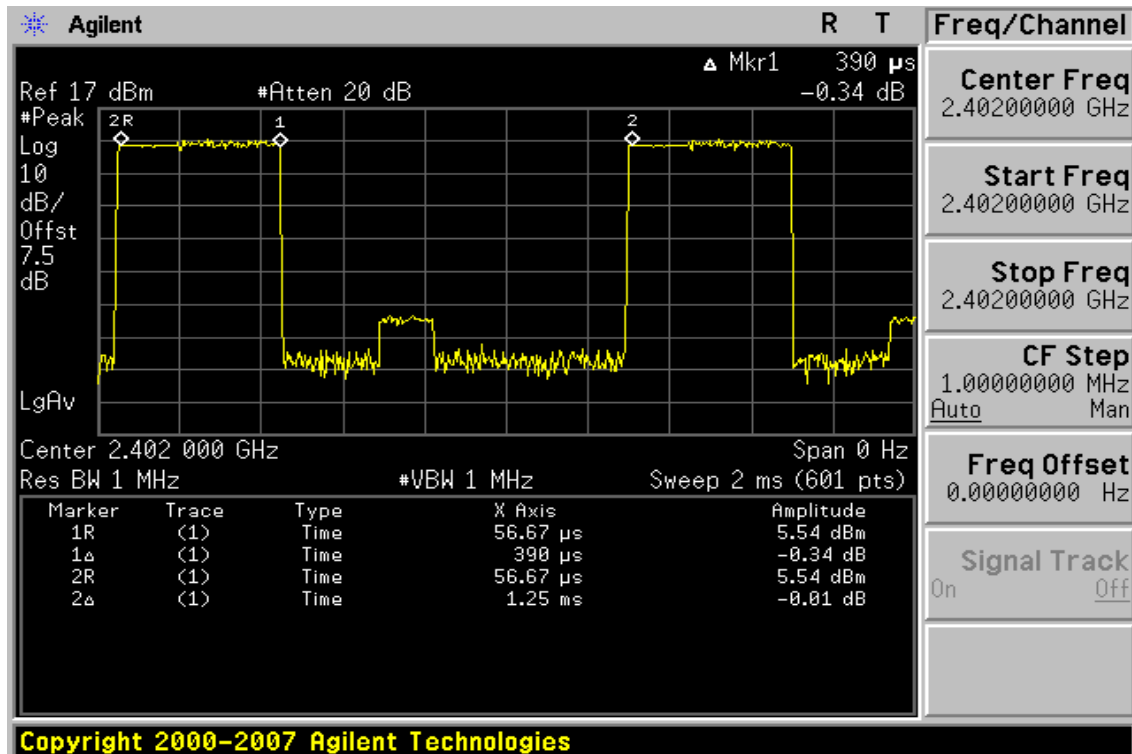 Agilent R T
Freq/Channel
Δ Mkr1 390 µs
Ref 17 dBm #Atten 20 dB -0.34 dB
#Peak
Log
10
dB/
Offst
7.5
dB
LgAv
2R 1 2
Center 2.402 000 GHz Span 0 Hz
Res BW 1 MHz #VBW 1 MHz Sweep 2 ms (601 pts)
Marker Trace Type X Axis Amplitude
1R (1) Time 56.67 µs 5.54 dBm
1Δ (1) Time 390 µs -0.34 dB
2R (1) Time 56.67 µs 5.54 dBm
2Δ (1) Time 1.25 ms -0.01 dB
Center Freq
2.40200000 GHz
Start Freq
2.40200000 GHz
Stop Freq
2.40200000 GHz
CF Step
1.00000000 MHz
Auto Man
Freq Offset
0.00000000 Hz
Signal Track
On Off
Copyright 2000-2007 Agilent Technologies